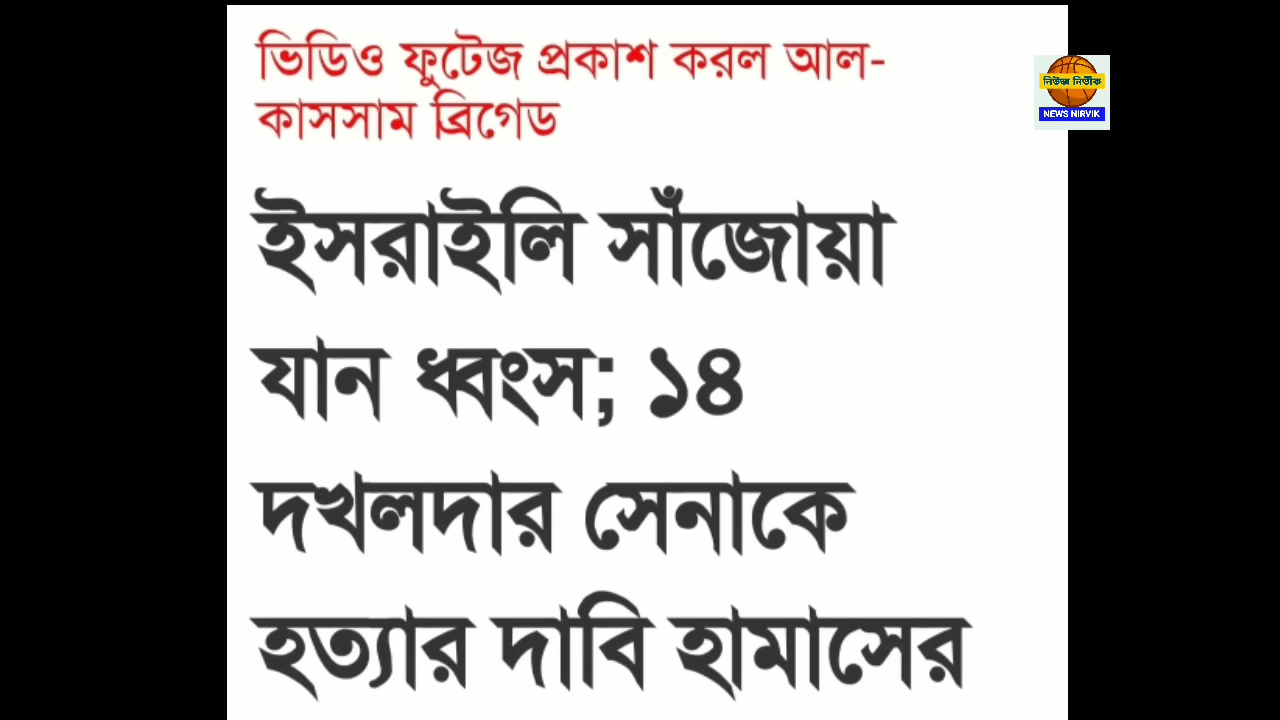 ভিডিও ফুটেজ প্রকাশ করল আল-
কাসসাম ব্রিগেড
ইসরাইলি সাঁজোয়া
যান ধ্বংস; ১৪
দখলদার সেনাকে
হত্যার দাবি হামাসের
নিউজ নির্ভীক
NEWS NIRVIK